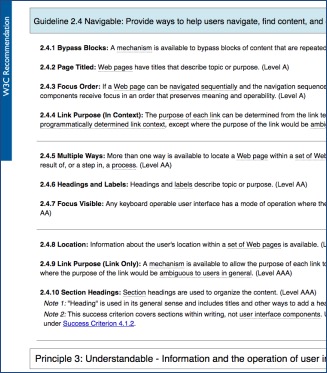 W3C Recommendation
Guideline 2.4 Navigable: Provide ways to help users navigate, find content, and
2.4.1 Bypass Blocks: A mechanism is available to bypass blocks of content that are repeated
2.4.2 Page Titled: Web pages have titles that describe topic or purpose. (Level A)
2.4.3 Focus Order: If a Web page can be navigated sequentially and the navigation sequence
components receive focus in an order that preserves meaning and operability. (Level A)
2.4.4 Link Purpose (In Context): The purpose of each link can be determined from the link te
programmatically determined link context, except where the purpose of the link would be ambi
2.4.5 Multiple Ways: More than one way is available to locate a Web page within a set of Web
result of, or a step in, a process. (Level AA)
2.4.6 Headings and Labels: Headings and labels describe topic or purpose. (Level AA)
2.4.7 Focus Visible: Any keyboard operable user interface has a mode of operation where the
AA)
2.4.8 Location: Information about the user's location within a set of Web pages is available. (L
2.4.9 Link Purpose (Link Only): A mechanism is available to allow the purpose of each link to
where the purpose of the link would be ambiguous to users in general. (Level AAA)
2.4.10 Section Headings: Section headings are used to organize the content. (Level AAA)
Note 1: "Heading" is used in its general sense and includes titles and other ways to add a hea
Note 2: This success criterion covers sections within writing, not user interface components. U
under Success Criterion 4.1.2.
Principle 3: Understandable - Information and the operation of user in